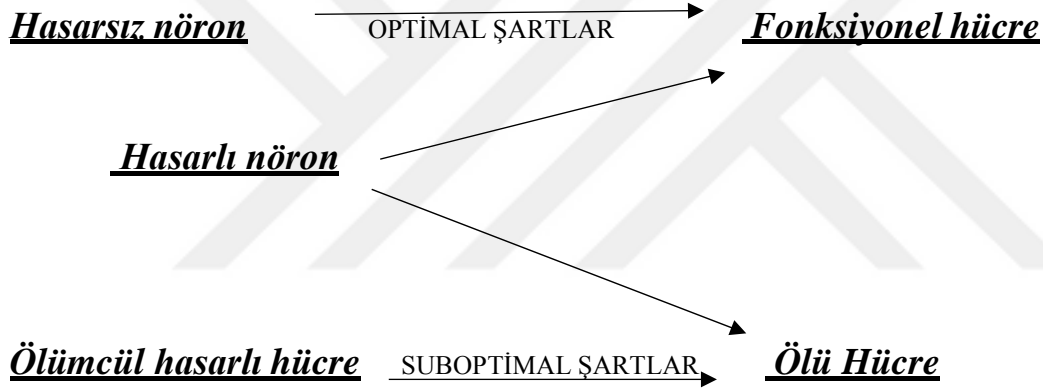 Hasarsız nöron OPTİMAL ŞARTLAR Fonksiyonel hücre
Hasarlı nöron
Ölümcül hasarlı hücre SUBOPTİMAL ŞARTLAR Ölü Hücre